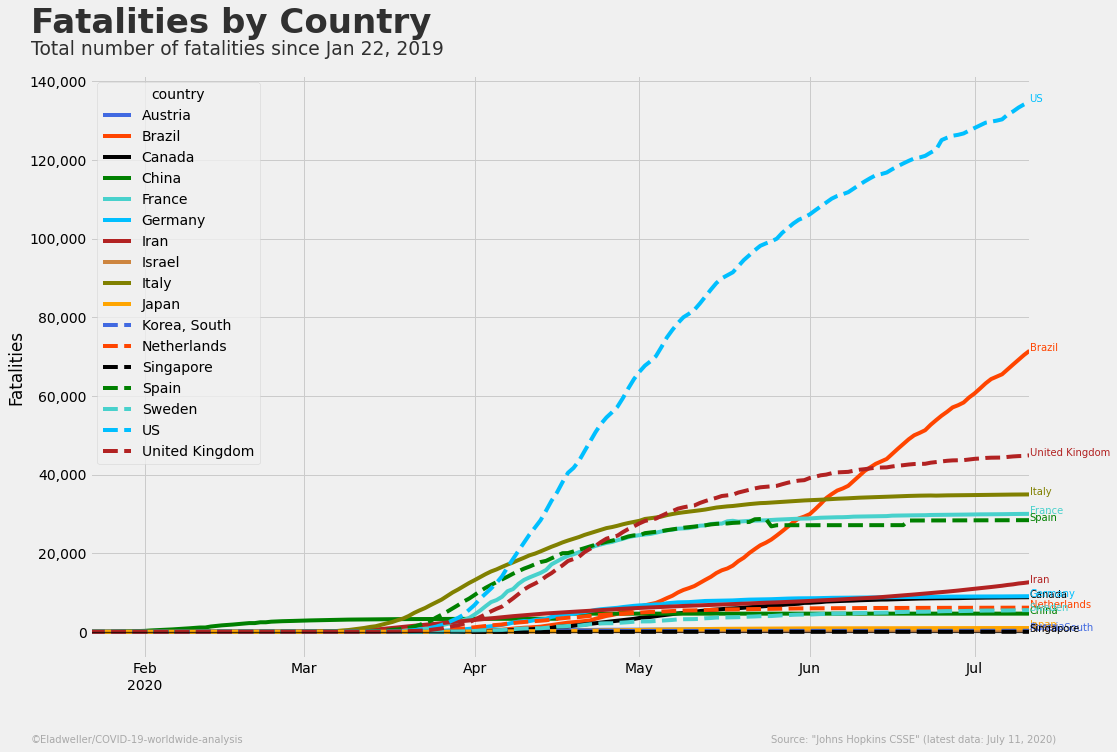 Fatalities by Country
Total number of fatalities since Jan 22, 2019
140,000
120,000
100,000
80,000
60,000
40,000
20,000
0
Fatalities
country
Austria
Brazil
Canada
China
France
Germany
Iran
Israel
Italy
Japan
Korea, South
Netherlands
Singapore
Spain
Sweden
US
United Kingdom
US
Brazil
United Kingdom
Italy
France
Spain
Iran
Canada
Netherlands
China
Singapore
Feb
2020
Mar
Apr
May
Jun
Jul
©Eladweller/COVID-19-worldwide-analysis
Source: "Johns Hopkins CSSE" (latest data: July 11, 2020)